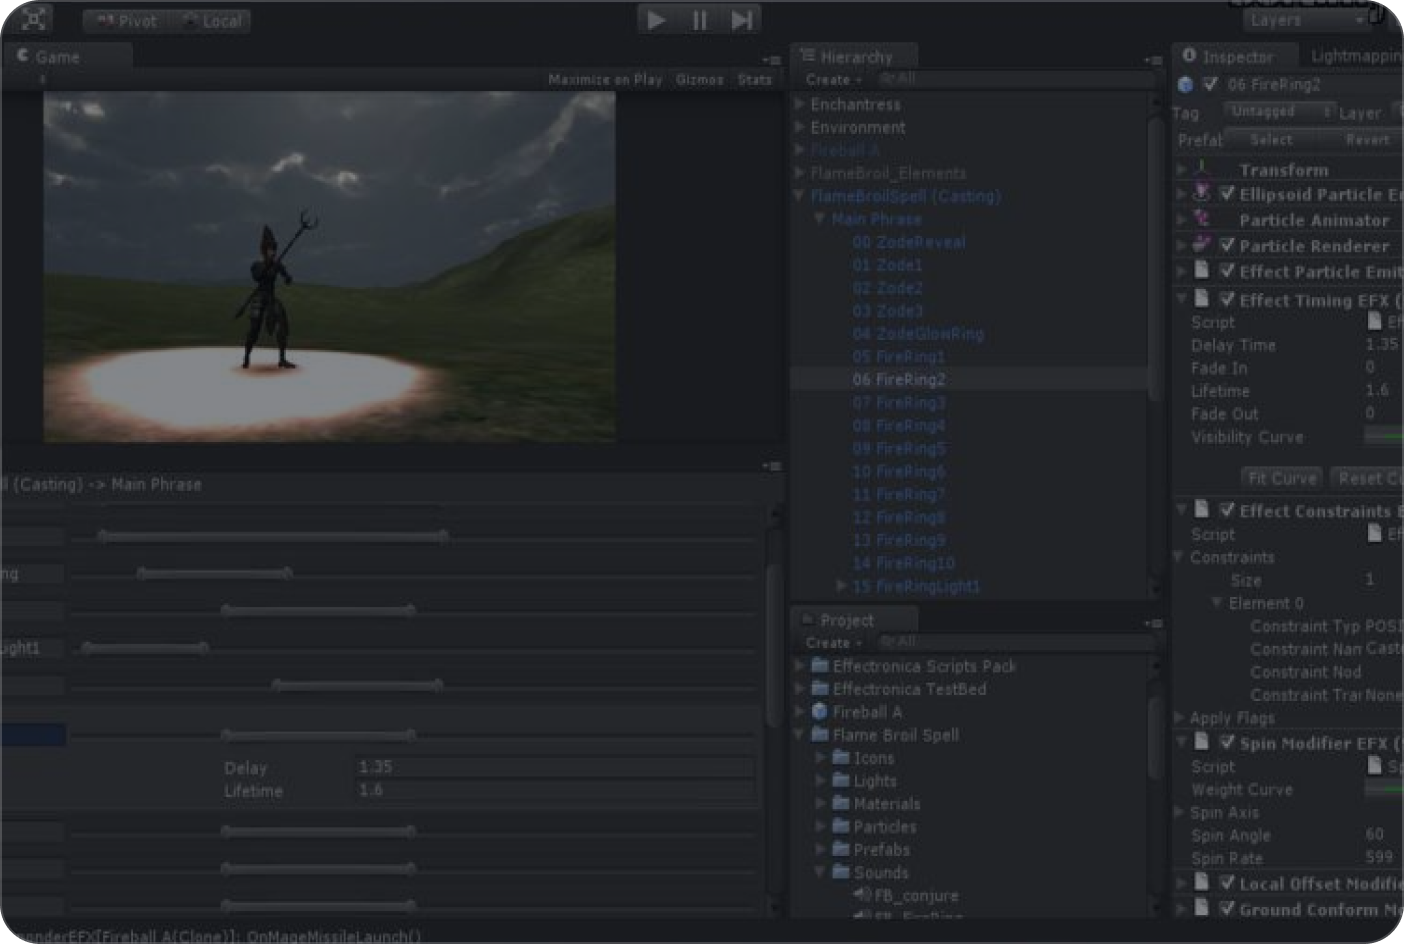 Pivot Local
Layers
Game
Maximize on Play Gizmos Stats
ll (Casting) -> Main Phrase
ng
Light1
Delay 1.35
Lifetime 1.6
Hierarchy
Create All
Enchantress
Environment
Fireball A
FlameBroil_Elements
FlameBroilSpell (Casting)
Main Phrase
00 ZodeReveal
01 Zode1
02 Zode2
03 Zode3
04 ZodeGlowRing
05 FireRing1
06 FireRing2
07 FireRing3
08 FireRing4
09 FireRing5
10 FireRing6
11 FireRing7
12 FireRing8
13 FireRing9
14 FireRing10
15 FireRingLight1
Project
Create All
Effectronica Scripts Pack
Effectronica TestBed
Fireball A
Flame Broil Spell
Icons
Lights
Materials
Particles
Prefabs
Sounds
FB_conjure
FB_FireRing
Inspector Lightmappin
06 FireRing2
Tag Untagged Layer
Prefab Select Revert
Transform
Ellipsoid Particle E
Particle Animator
Particle Renderer
Effect Particle Emit
Effect Timing EFX (
Script Ef
Delay Time 1.35
Fade In 0
Lifetime 1.6
Fade Out 0
Visibility Curve
Fit Curve Reset Cu
Effect Constraints E
Script Ef
Constraints
Size 1
Element 0
Constraint Typ POSI
Constraint Nam Caste
Constraint Nod
Constraint Trar None
Apply Flags
Spin Modifier EFX (
Script Sp
Weight Curve
Spin Axis
Spin Angle 60
Spin Rate 599
Local Offset Modifie
Ground Conform Mo
onderEFX[Fireball A(Clone)]: OnMageMissileLaunch()